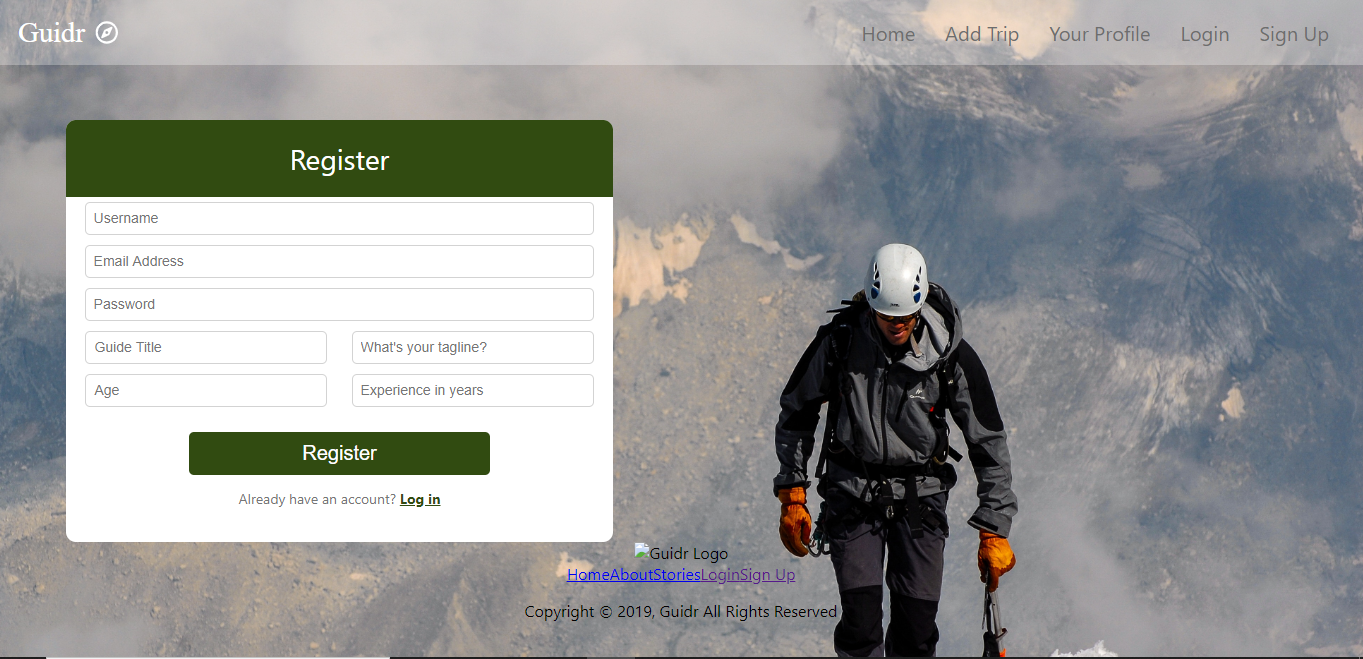 Guidr
Home Add Trip Your Profile Login Sign Up
Register
Username
Email Address
Password
Guide Title What's your tagline?
Age Experience in years
Register
Already have an account? Log in
Guidr Logo
HomeAboutStoriesLoginSign Up
Copyright © 2019, Guidr All Rights Reserved